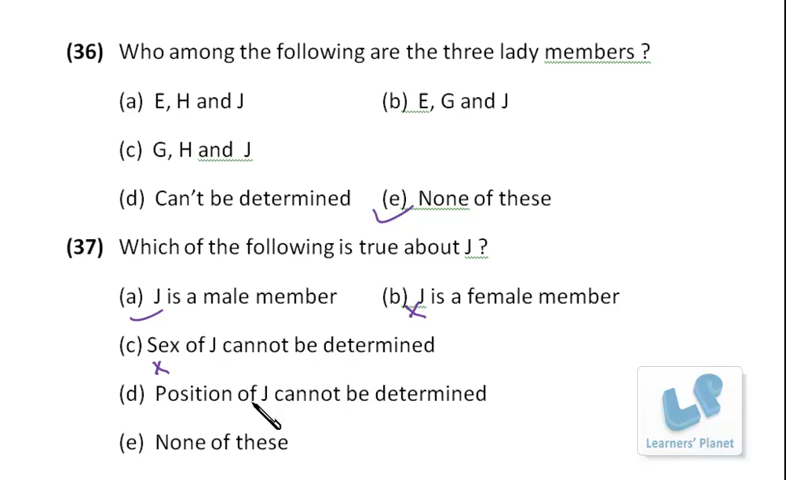 (36) Who among the following are the three lady members ?
(a) E, H and J (b) E, G and J
(c) G, H and J
(d) Can't be determined (e) None of these
(37) Which of the following is true about J ?
(a) J is a male member (b) J is a female member
(c) Sex of J cannot be determined
(d) Position of J cannot be determined
(e) None of these
LP
Learners' Planet